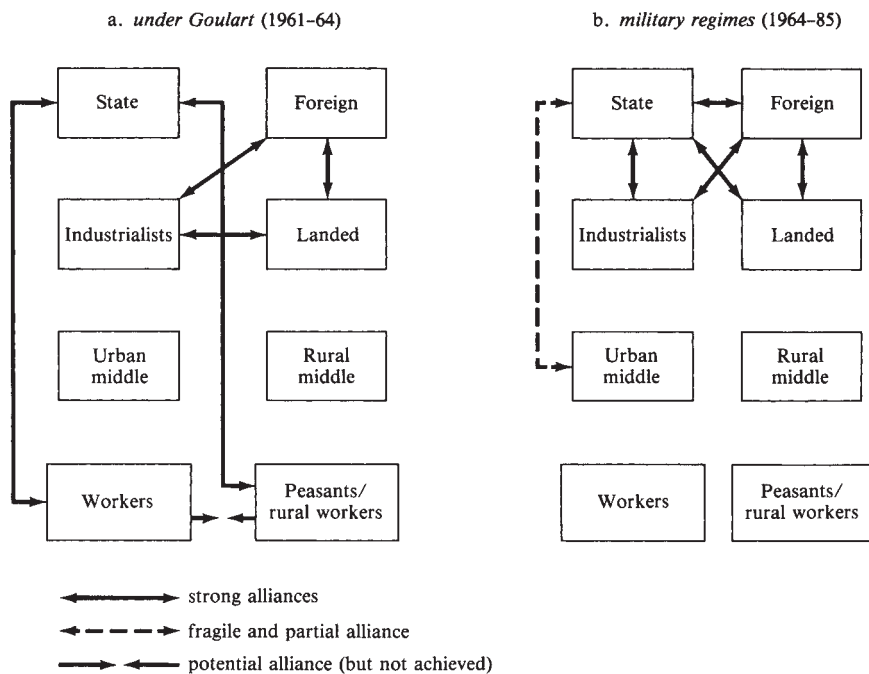 a. under Goulart (1961–64)
State
Foreign
Industrialists
Landed
Urban
middle
Rural
middle
Workers
Peasants/
rural workers
b. military regimes (1964–85)
State
Foreign
Industrialists
Landed
Urban
middle
Rural
middle
Workers
Peasants/
rural workers
strong alliances
fragile and partial alliance
potential alliance (but not achieved)